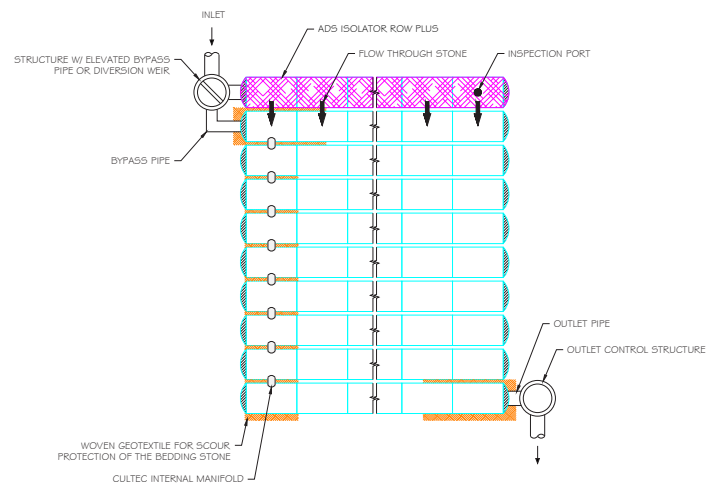 INLET
ADS ISOLATOR ROW PLUS
STRUCTURE W/ ELEVATED BYPASS
PIPE OR DIVERSION WEIR
FLOW THROUGH STONE
INSPECTION PORT
BYPASS PIPE
OUTLET PIPE
OUTLET CONTROL STRUCTURE
WOVEN GEOTEXTILE FOR SCOUR
PROTECTION OF THE BEDDING STONE
CULTEC INTERNAL MANIFOLD